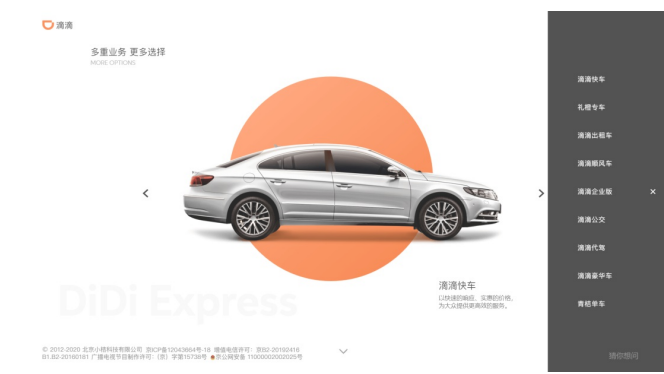 滴滴
多重业务 更多选择
MORE OPTIONS
滴滴快车
礼橙专车
滴滴出租车
滴滴顺风车
滴滴企业版
滴滴公交
滴滴代驾
滴滴豪华车
青桔单车
滴滴快车
以快速的响应、实惠的价格,
为大众提供更高效的服务。
DiDi Express
© 2012-2020 北京小桔科技有限公司 京ICP备12043664号-18 增值电信许可:京B2-20192416
B1.B2-20160181 广播电视节目制作许可:(京)字第15738号 京公网安备 11000002002025号
猜你想问